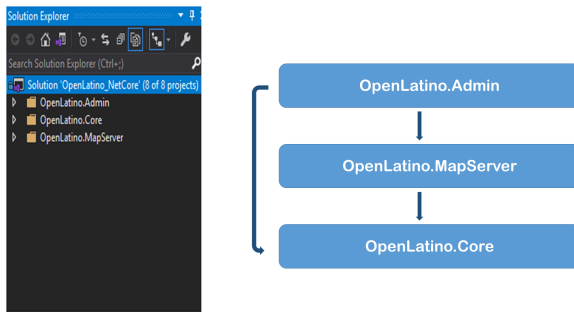 Solution Explorer
Search Solution Explorer (Ctrl+;)
Solution 'OpenLatino_NetCore' (8 of 8 projects)
OpenLatino.Admin
OpenLatino.Core
OpenLatino.MapServer
OpenLatino.Admin
OpenLatino.MapServer
OpenLatino.Core